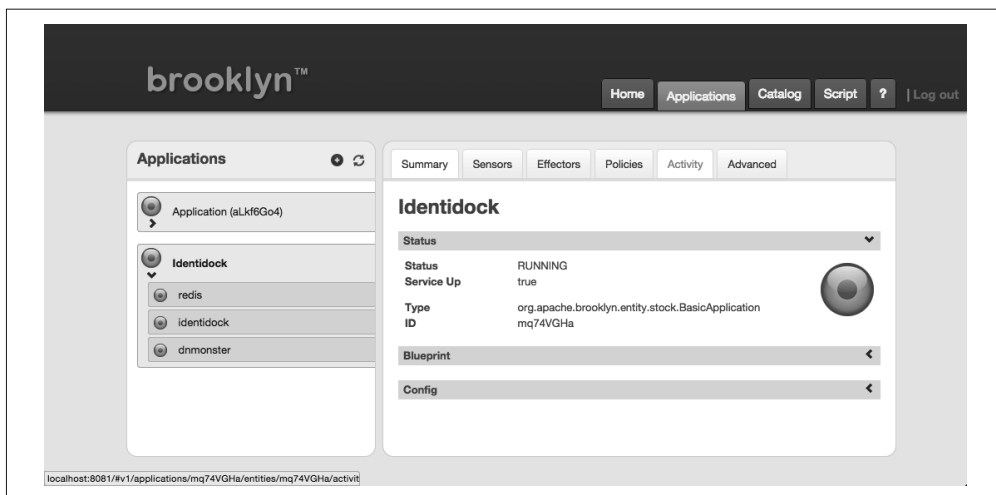 brooklyn™
Home Applications Catalog Script ? | Log out
Applications
Application (aLkf6Go4)
Identidock
redis
identidock
dnmonster
Summary Sensors Effectors Policies Activity Advanced
Identidock
Status
Status RUNNING
Service Up true
Type org.apache.brooklyn.entity.stock.BasicApplication
ID mq74VGHa
Blueprint
Config
localhost:8081/#v1/applications/mq74VGHa/entities/mq74VGHa/activit